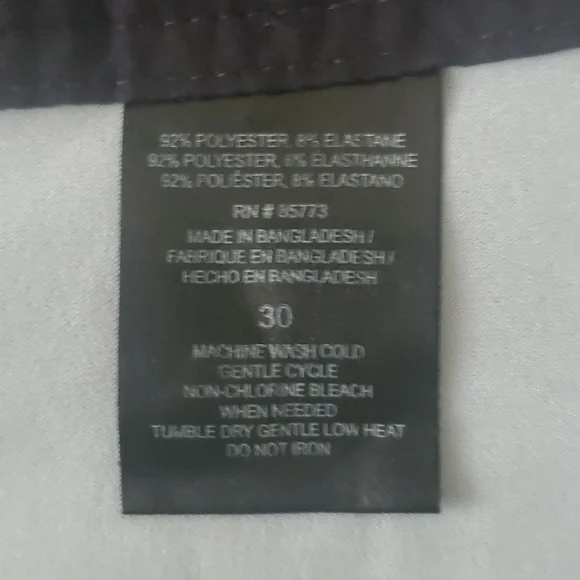 92% POLYESTER, 8% ELASTANE
92% POLYESTER, 8% ELASTHANNE
92% POLIÉSTER, 8% ELASTANO
RN # 85773
MADE IN BANGLADESH /
FABRIQUE EN BANGLADESH /
HECHO EN BANGLADESH
30
MACHINE WASH COLD
GENTLE CYCLE
NON-CHLORINE BLEACH
WHEN NEEDED
TUMBLE DRY GENTLE LOW HEAT
DO NOT IRON